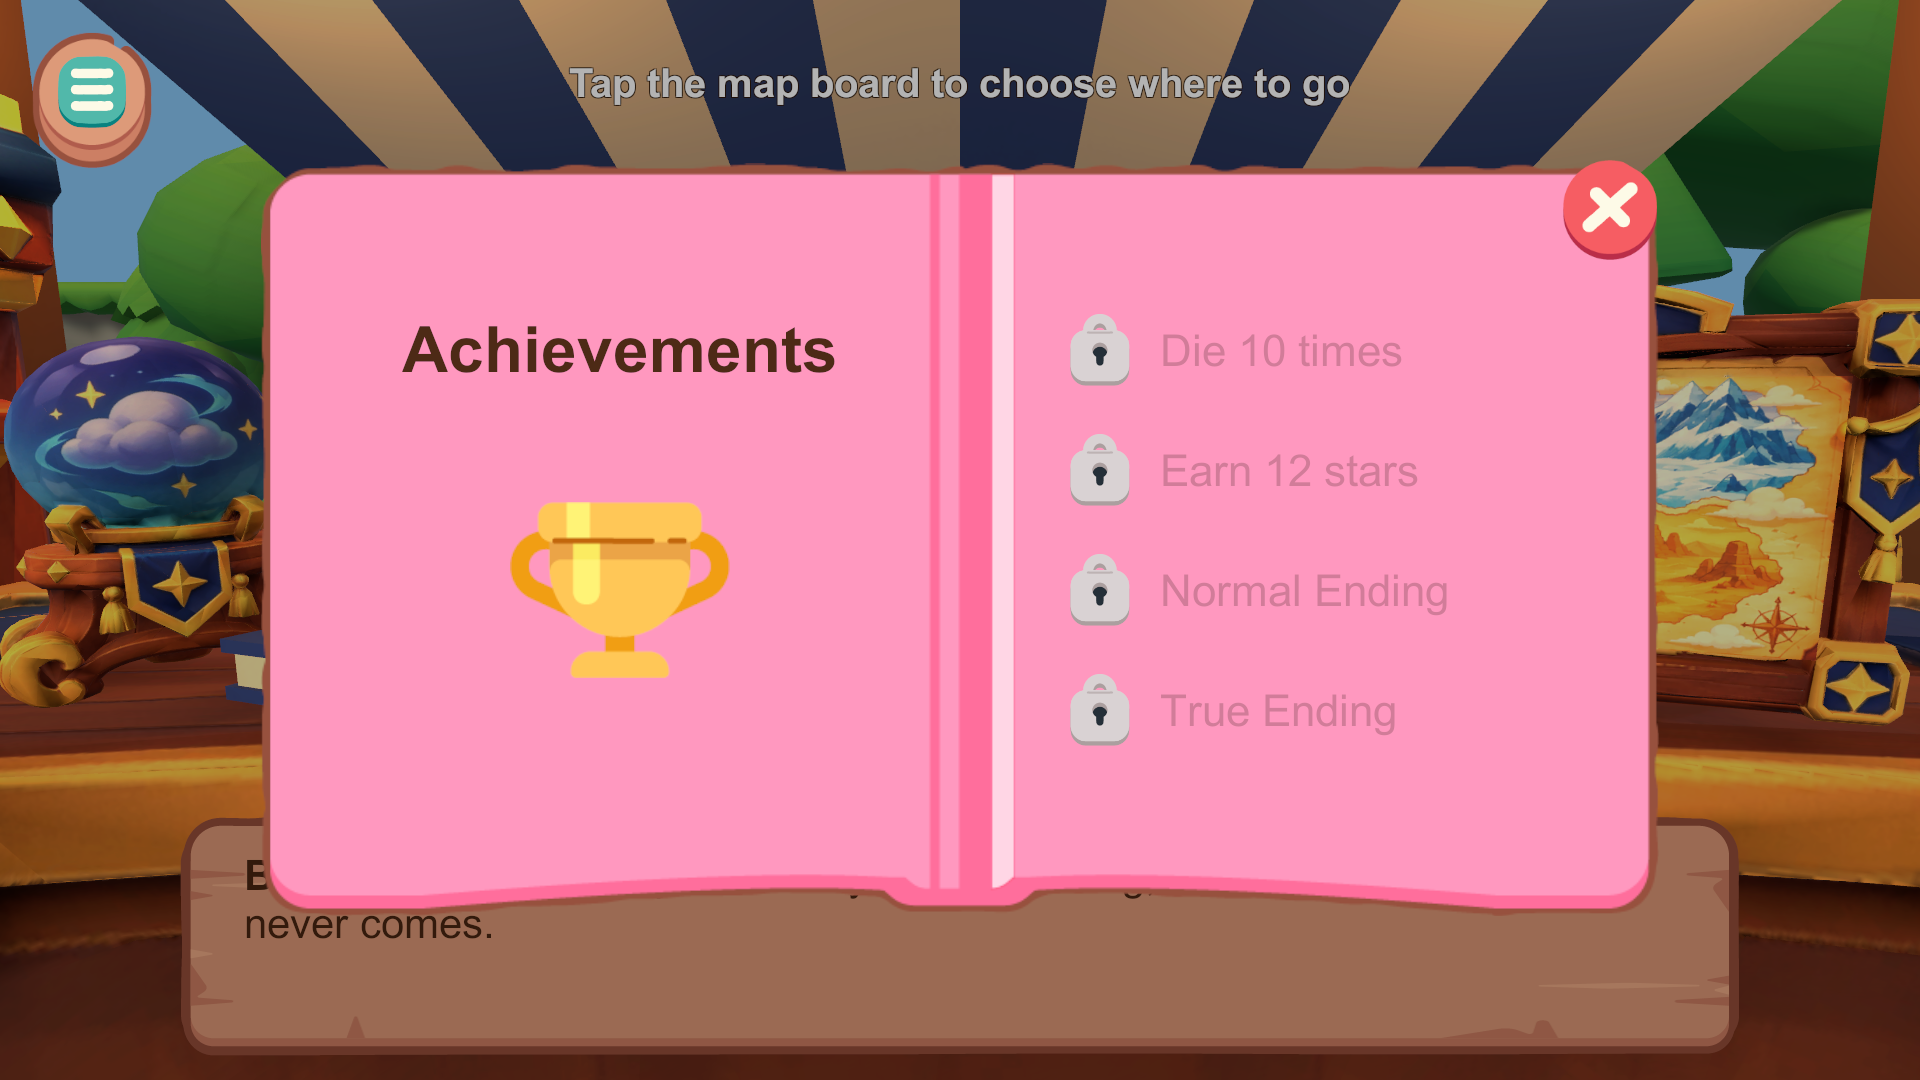 Tap the map board to choose where to go
Achievements
Die 10 times
Earn 12 stars
Normal Ending
True Ending
never comes.